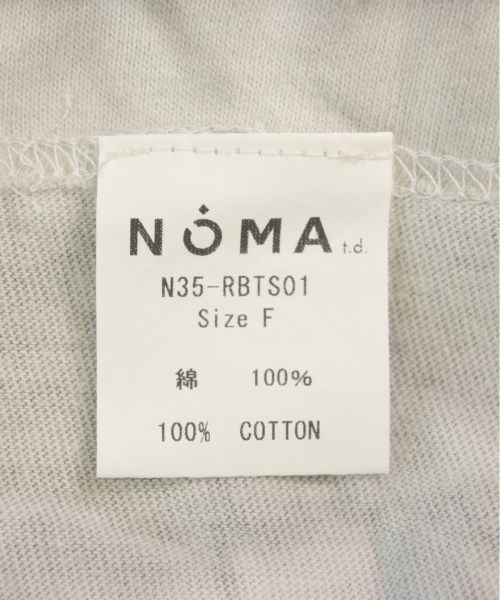 NOMA t.d.
N35-RBTS01
Size F
綿 100%
100% COTTON